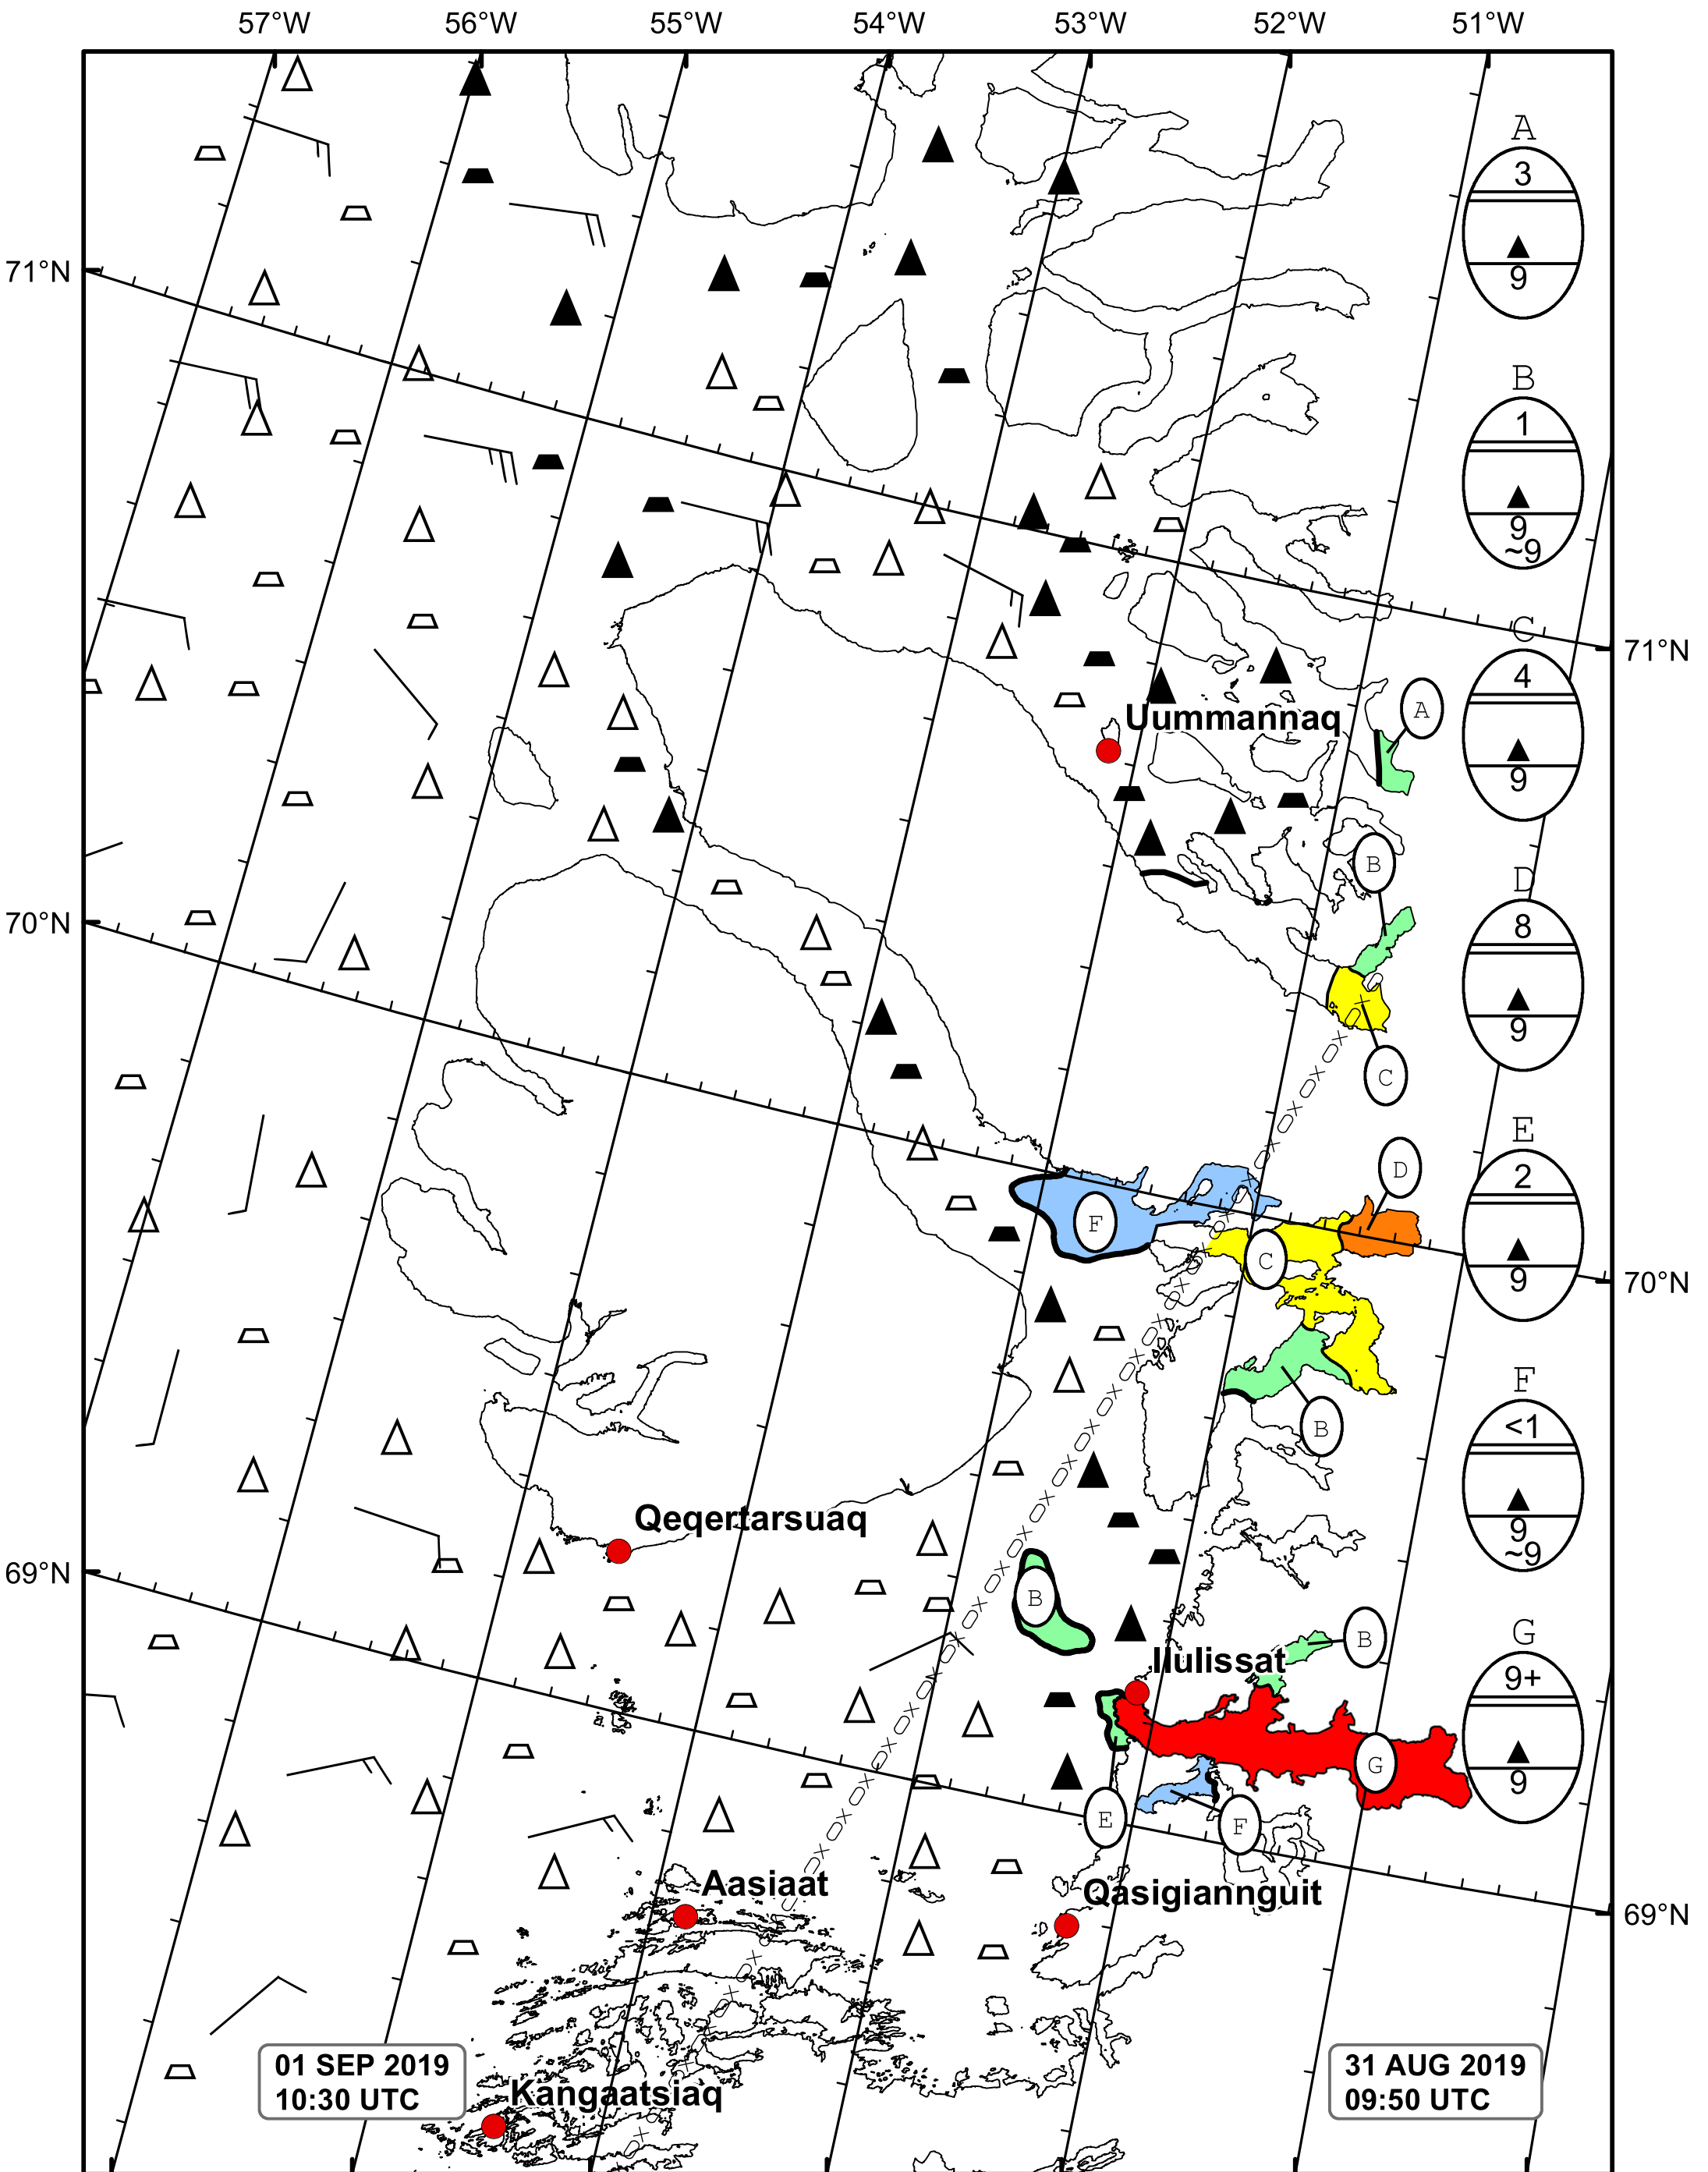 57°W 56°W 55°W 54°W 53°W 52°W 51°W
A
3
9
71°N
B
1
9
~9
C
71°N
4
9
A
Uummannaq
B
D
8
9
70°N
C
E
2
9
D
F
C
70°N
F
<1
9
~9
B
Qeqertarsuaq
69°N
B
B
G
9+
9
Ilulissat
G
E
F
Aasiaat
Qasigiannguit
69°N
01 SEP 2019
10:30 UTC
31 AUG 2019
09:50 UTC
Kangaatsiaq